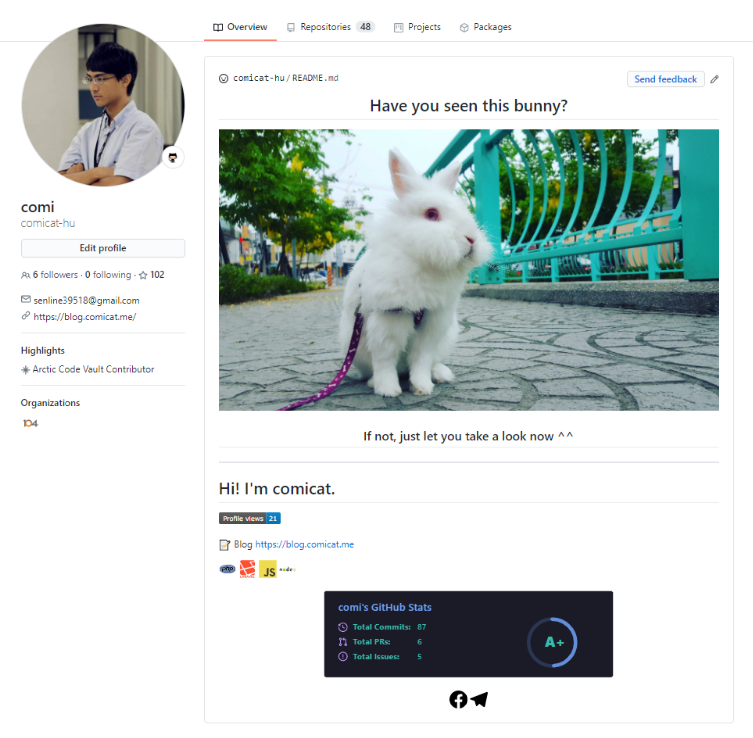 Overview
Repositories 48
Projects
Packages
comi
comicat-hu
Edit profile
6 followers · 0 following · 102
senline39518@gmail.com
https://blog.comicat.me/
Highlights
Arctic Code Vault Contributor
Organizations
104
comicat-hu/README.md
Send feedback
Have you seen this bunny?
If not, just let you take a look now ^^
Hi! I'm comicat.
Profile views 21
Blog https://blog.comicat.me
php
JS
node
comi's GitHub Stats
Total Commits: 87
Total PRs: 6
Total Issues: 5
A+